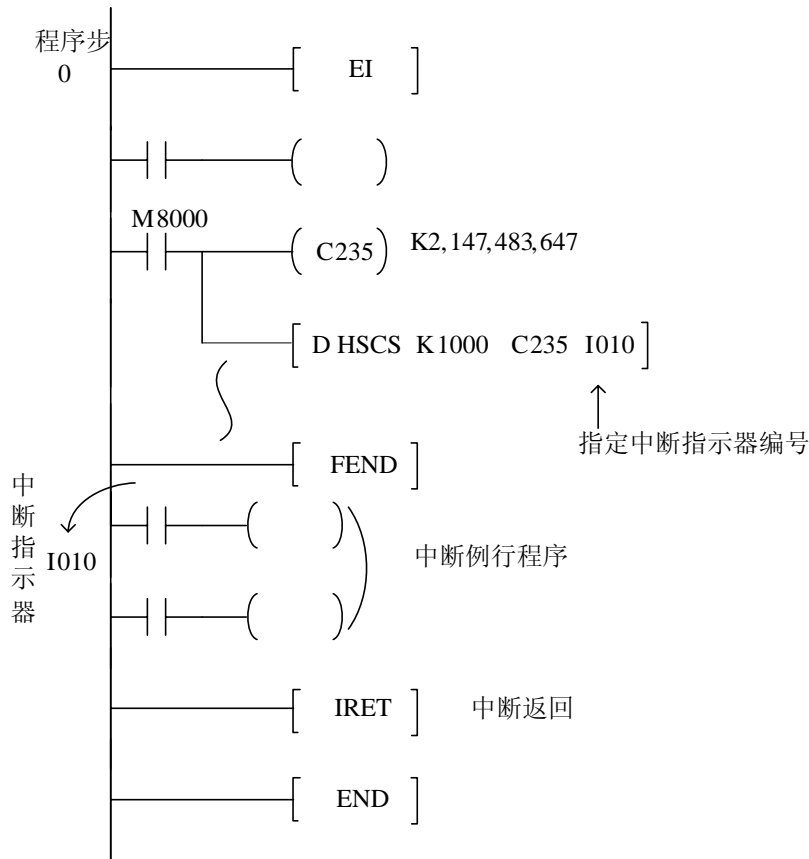 程序步
0
EI
M8000
C235 K2,147,483,647
D HSCS K1000 C235 I010
指定中断指示器编号
FEND
中断指示器
I010
中断例行程序
IRET 中断返回
END